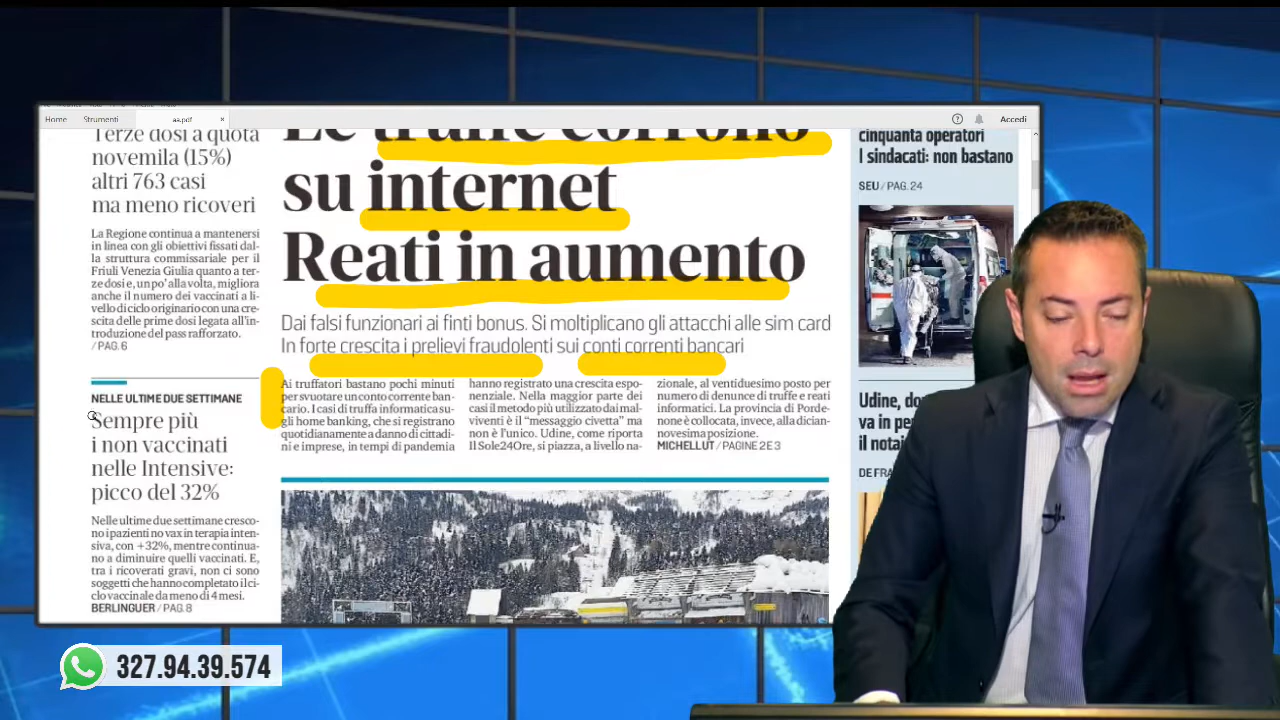 Home Strumenti aa.pdf × Accedi
Terze dosi a quota
novemila (15%)
altri 763 casi
ma meno ricoveri
La Regione continua a mantenersi
in linea con gli obiettivi fissati dal-
la struttura commissariale per il
Friuli Venezia Giulia quanto a ter-
ze dosi e, un po' alla volta, migliora
anche il numero dei vaccinati a li-
vello di ciclo originario con una cre-
scita delle prime dosi legata all'in-
troduzione del pass rafforzato.
/ PAG. 6
NELLE ULTIME DUE SETTIMANE
Sempre più
i non vaccinati
nelle Intensive:
picco del 32%
Nelle ultime due settimane cresco-
no i pazienti no vax in terapia inten-
siva, con +32%, mentre continua-
no a diminuire quelli vaccinati. E,
tra i ricoverati gravi, non ci sono
soggetti che hanno completato il ci-
clo vaccinale da meno di 4 mesi.
BERLINGUER / PAG. 8
Le truffe corrono
su internet
Reati in aumento
Dai falsi funzionari ai finti bonus. Si moltiplicano gli attacchi alle sim card
In forte crescita i prelievi fraudolenti sui conti correnti bancari
Ai truffatori bastano pochi minuti
per svuotare un conto corrente ban-
cario. I casi di truffa informatica su-
gli home banking, che si registrano
quotidianamente a danno di cittadi-
ni e imprese, in tempi di pandemia
hanno registrato una crescita espo-
nenziale. Nella maggior parte dei
casi il metodo più utilizzato dai mal-
viventi è il "messaggio civetta" ma
non è l'unico. Udine, come riporta
Il Sole24Ore, si piazza, a livello na-
zionale, al ventiduesimo posto per
numero di denunce di truffe e reati
informatici. La provincia di Porde-
none è collocata, invece, alla dician-
novesima posizione.
MICHELLUT / PAGINE 2 E 3
cinquanta operatori
I sindacati: non bastano
SEU / PAG. 24
Udine, do
va in pe
il notai
DE FRA
327.94.39.574